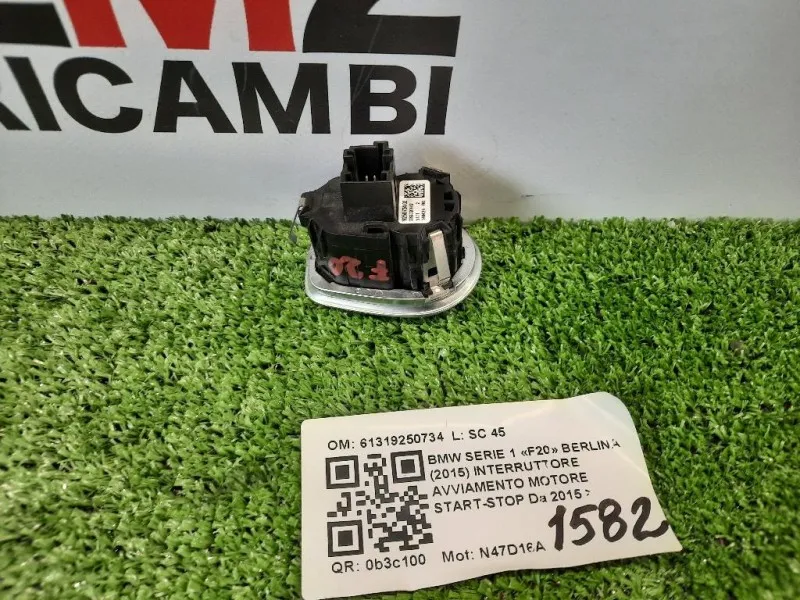 RICAMBI
F20
OM: 61319250734 L: SC 45
BMW SERIE 1 «F20» BERLINA
(2015) INTERRUTTORE
AVVIAMENTO MOTORE
START-STOP Da 2015 >
1582
QR: 0b3c100 Mot: N47D16A